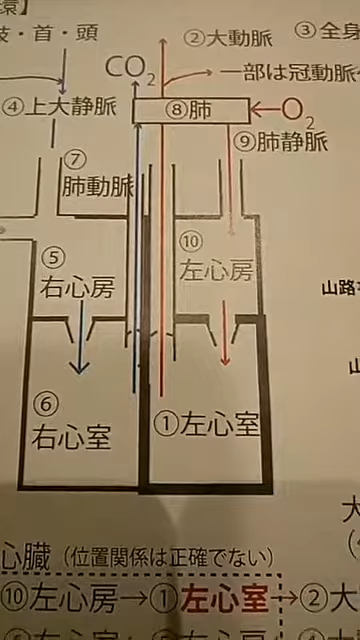 環】
・首・頭
②大動脈
③全身
CO₂
一部は冠動脈
④上大静脈
⑧肺
O₂
⑨肺静脈
⑦
肺動脈
⑤
右心房
⑩
左心房
山路
山
⑥
右心室
①左心室
大
心臓（位置関係は正確でない）
⑩左心房→①左心室→②大